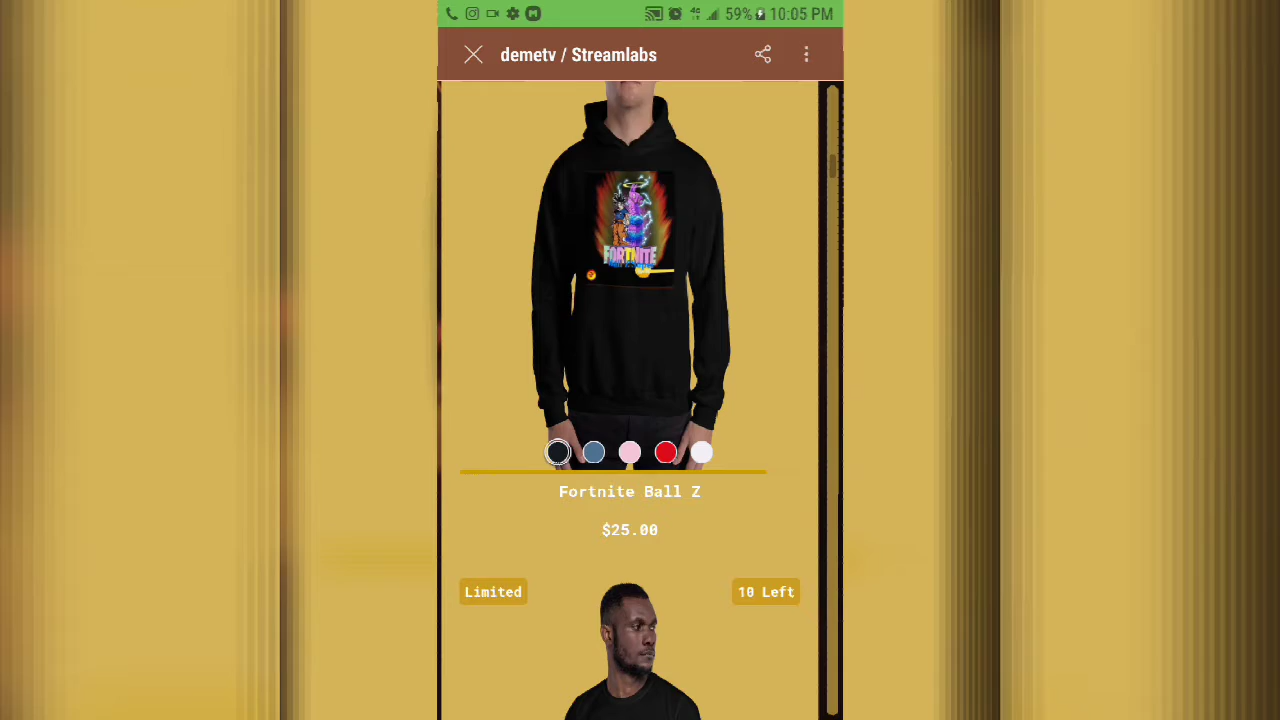 59% 10:05 PM
demetv / Streamlabs
FORTNITE
Fortnite Ball Z
$25.00
Limited
10 Left